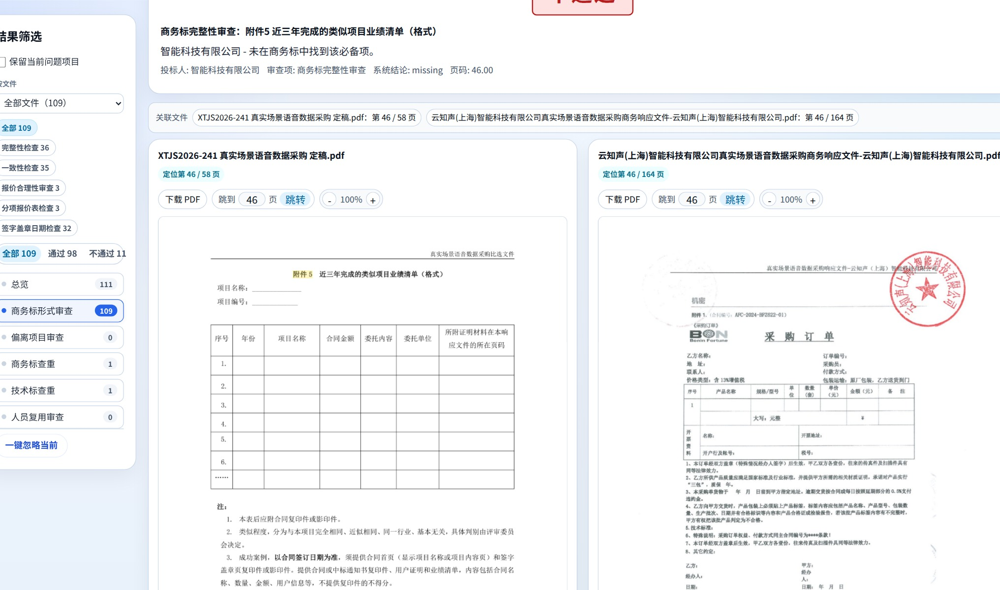 结果筛选
保留当前问题项目
按文件
全部文件（109）
全部 109
完整性检查 36
一致性检查 35
报价合理性审查 3
分项报价表检查 3
签字盖章日期检查 32
全部 109 通过 98 不通过 11
总览 111
商务标形式审查 109
偏离项目审查 0
商务标查重 1
技术标查重 1
人员复用审查 0
一键忽略当前
商务标完整性审查：附件5 近三年完成的类似项目业绩清单（格式）
智能科技有限公司 - 未在商务标中找到该必备项。
投标人: 智能科技有限公司 审查项: 商务标完整性审查 系统结论: missing 页码: 46.00
关联文件 XTJS2026-241 真实场景语音数据采购 定稿.pdf：第 46 / 58 页 云知声(上海)智能科技有限公司真实场景语音数据采购商务响应文件-云知声(上海)智能科技有限公司.pdf：第 46 / 164 页
XTJS2026-241 真实场景语音数据采购 定稿.pdf
定位第 46 / 58 页
下载 PDF 跳到 46 页 跳转 - 100% +
真实场景语音数据采购比选文件
附件 5 近三年完成的类似项目业绩清单（格式）
项目名称：
项目编号：
序号 年份 项目名称 合同金额 委托内容 委托单位 所附证明材料在本响应文件的所在页码
1.
2.
3.
4.
5.
6.
……
注：
1. 本表后应附合同复印件或影印件。
2. 类似程度，分为与本项目完全相同、近似相同、同一行业、基本无关，具体判别由评审委员
会决定。
3. 成功案例，以合同签订日期为准，须提供合同首页（显示项目名称或项目内容页）和签字
盖章页复印件或影印件。提供合同或中标通知书复印件、用户证明和业绩清单，内容包括合同名
称、数量、金额、用户信息等，不提供复印件的不得分。
云知声(上海)智能科技有限公司真实场景语音数据采购商务响应文件-云知声(上海)智能科技有限公司.pdf
定位第 46 / 164 页
下载 PDF 跳到 46 页 跳转 - 100% +
真实场景语音数据采购响应文件-云知声（上海）智能科技有限公司
云知声（上海）智能科技有限公司
机密
附件 1.（合同编号：AFC-2024-BFZ622-01）
《采购订单》
BON
Bonin Fortune
采 购 订 单
乙方名称： 订单编号：
地 址： 采购员：
联系人： 付款方式：
价格类型：含 13%增值税 包装运输：原厂包装，乙方送货到门
序号 产品名称 规格/型号 单位 数量（套） 单价（元） 金额（元） 备 注
1
大写：元整 ¥
开票资料 名称： 开票地址：
开户行及帐号： 税号：
1、本订单经双方盖章（特殊情况经办人签字）后生效，甲乙双方各壹份，往来的传真件及扫描件具有
同等法律效力。
2、乙方所供产品质量应满足国家标准及行业标准，并提供甲方所需的相关材质证明，承诺对产品实行
“三包”，质保 年。
3、本采购单货物于 年 月 日前到甲方指定地址。逾期交货按合同或每日按照延期部分的 0.5%支付
违约金。
4、乙方向甲方交货时，产品包装上必须贴上产品标签，标签内容应包括产品名称、产品型号、包装数
量、生产批次、日期并有合格标识等内容和产品合格证或检验报告，若该批产品标签内容有不完整时，
甲方有权把该批产品判定为不合格。
5.技术标准：
6、特殊说明：采购订单权益、付款方式同主合同编号为****条款！
7、本订单经双方盖章后生效，甲乙双方各壹份，往来传真及扫描件具同等法律效力。
8、其它约定：
乙方： 甲方：
经办人： 经办人：
日期： 日期： 年 月 日